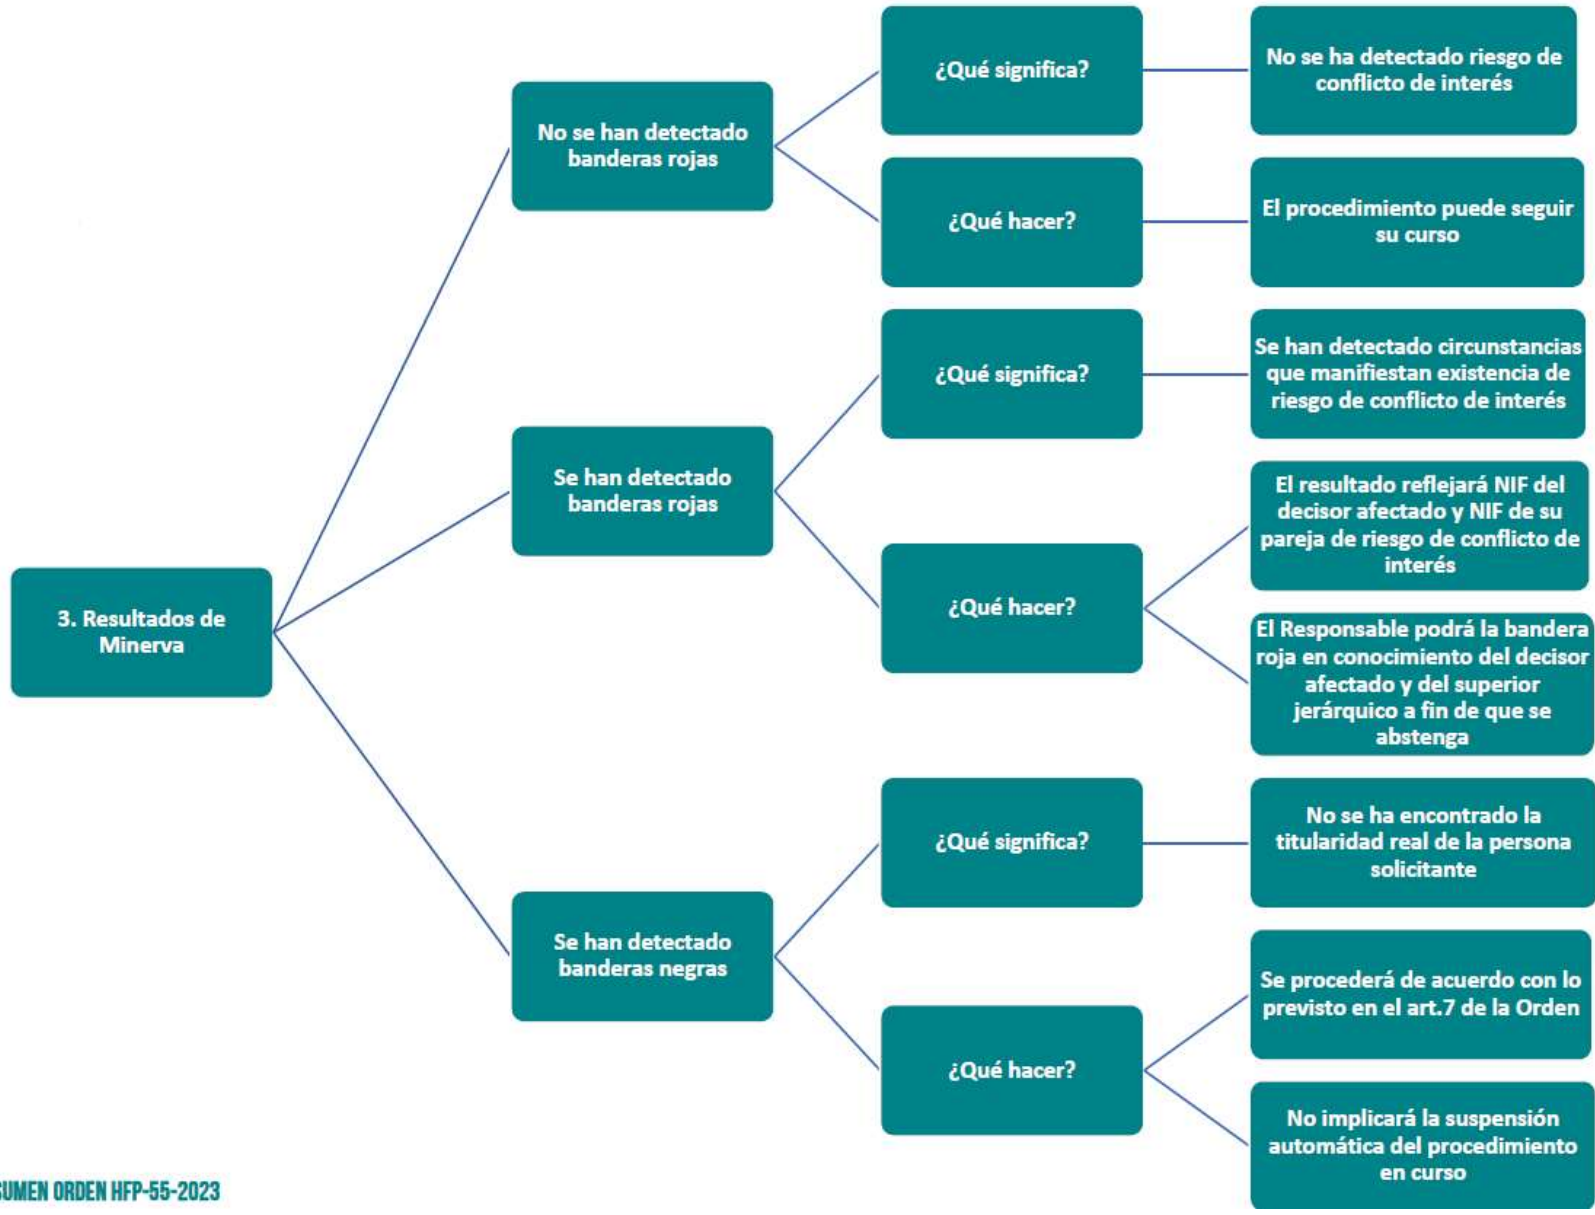 ¿Qué significa?
No se ha detectado riesgo de
conflicto de interés
No se han detectado
banderas rojas
¿Qué hacer?
El procedimiento puede seguir
su curso
¿Qué significa?
Se han detectado circunstancias
que manifiestan existencia de
riesgo de conflicto de interés
Se han detectado
banderas rojas
El resultado reflejará NIF del
decisor afectado y NIF de su
pareja de riesgo de conflicto de
interés
¿Qué hacer?
3. Resultados de
Minerva
El Responsable podrá la bandera
roja en conocimiento del decisor
afectado y del superior
jerárquico a fin de que se
abstenga
¿Qué significa?
No se ha encontrado la
titularidad real de la persona
solicitante
Se han detectado
banderas negras
Se procederá de acuerdo con lo
previsto en el art.7 de la Orden
¿Qué hacer?
No implicará la suspensión
automática del procedimiento
en curso
SUMEN ORDEN HFP-55-2023